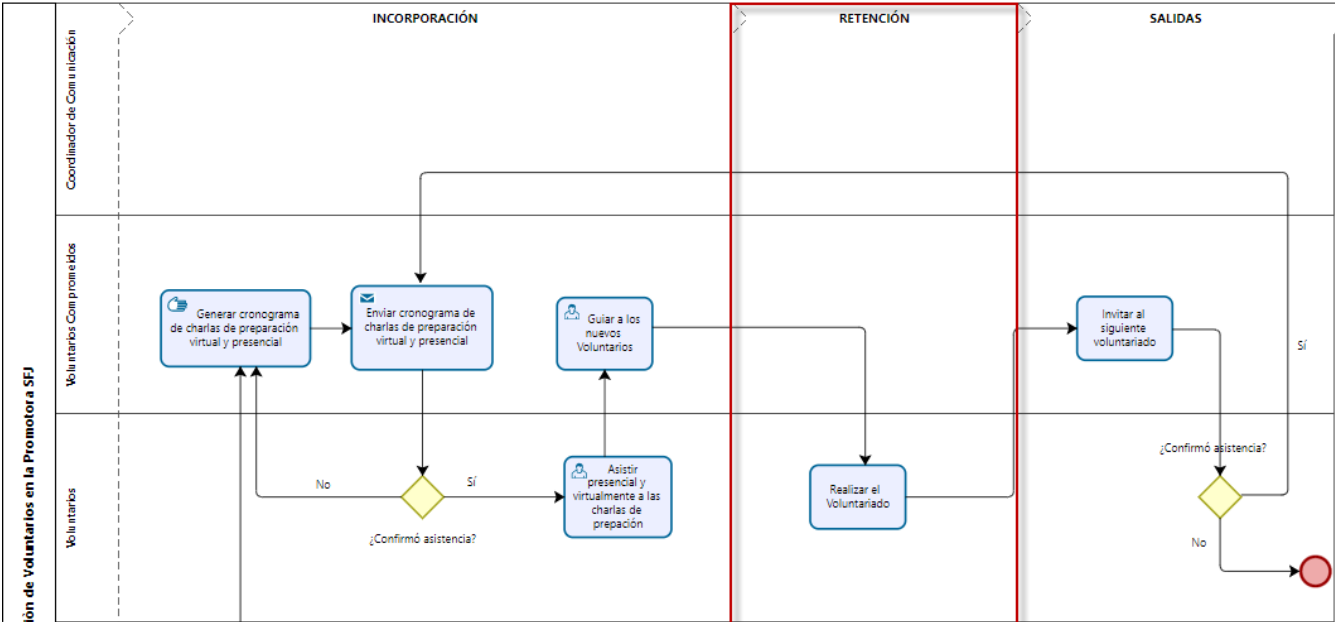 INCORPORACIÓN
RETENCIÓN
SALIDAS
ión de Voluntarios en la Promotora SFJ
Coordinador de Comunicación
Voluntarios Compromeidos
Generar cronograma
de charlas de preparación
virtual y presencial
Enviar cronograma de
charlas de preparación
virtual y presencial
Guiar a los
nuevos
Voluntarios
Invitar al
siguiente
voluntariado
Sí
Voluntarios
No
Sí
¿Confirmó asistencia?
Asistir
presencial y
virtualmente a las
charlas de
prepación
Realizar el
Voluntariado
¿Confirmó asistencia?
No